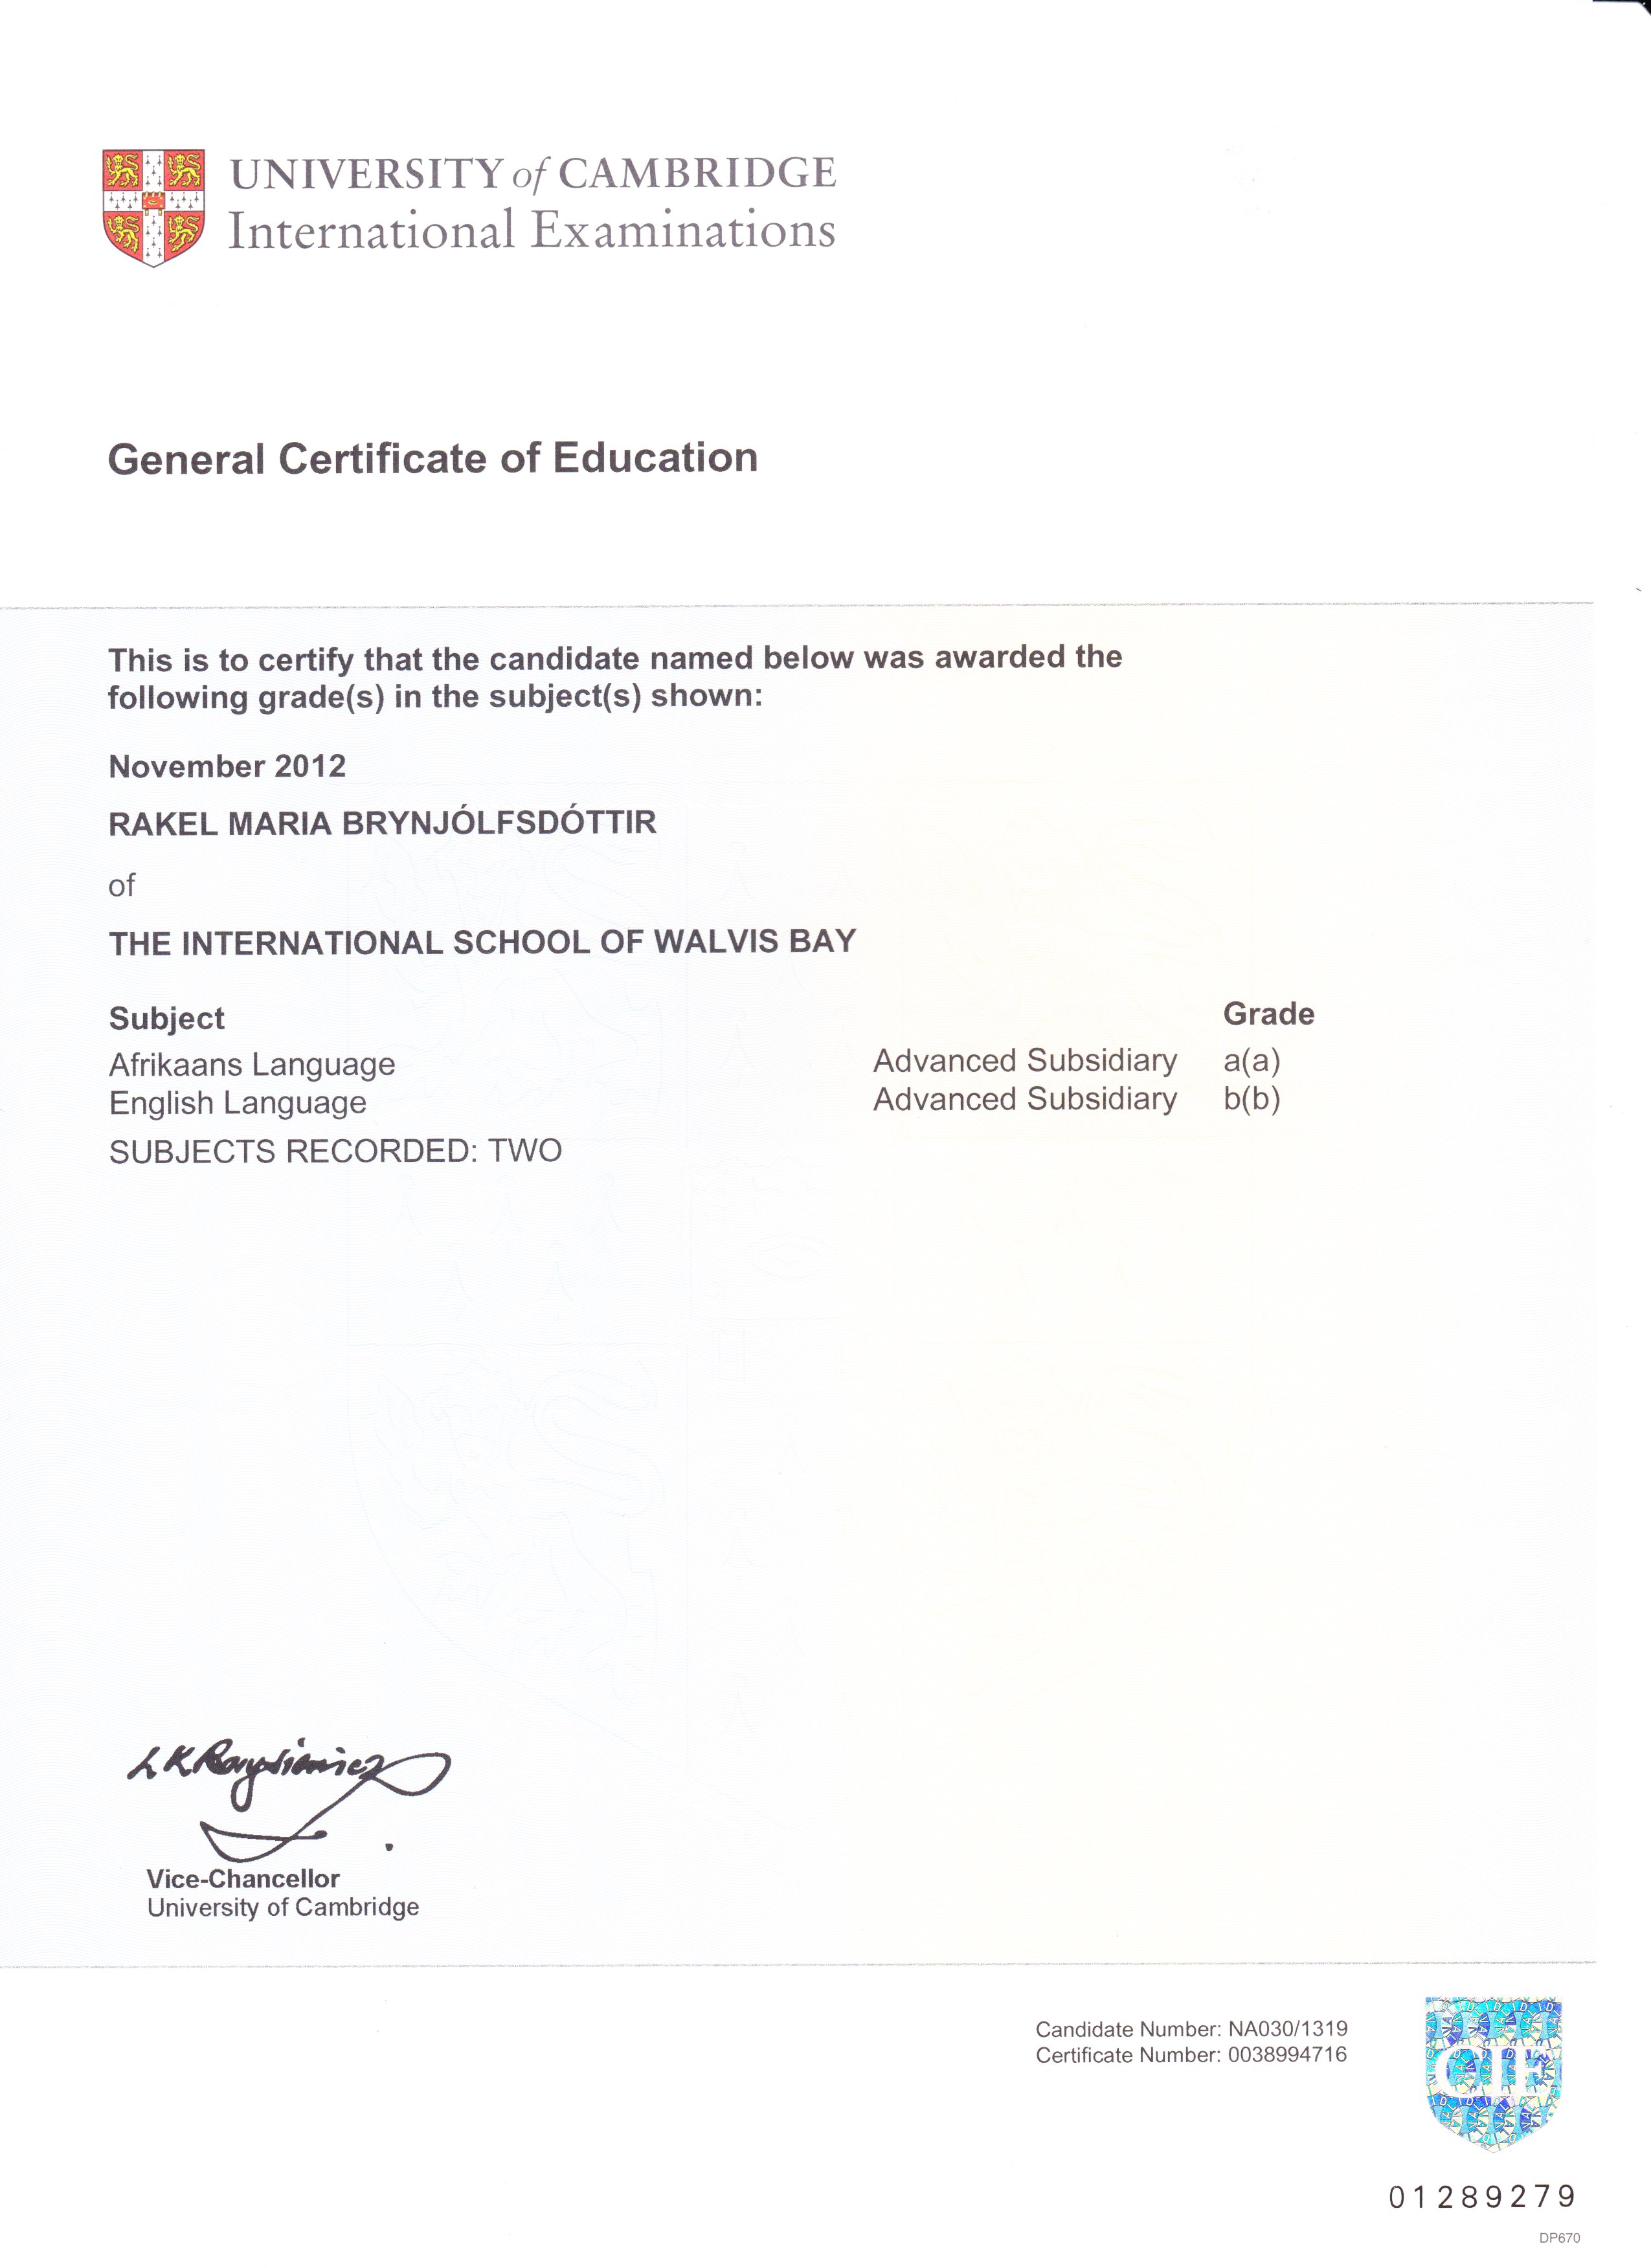 UNIVERSITY of CAMBRIDGE
International Examinations
General Certificate of Education
This is to certify that the candidate named below was awarded the
following grade(s) in the subject(s) shown:
November 2012
RAKEL MARIA BRYNJÓLFSDÓTTIR
of
THE INTERNATIONAL SCHOOL OF WALVIS BAY
Subject Grade
Afrikaans Language Advanced Subsidiary a(a)
English Language Advanced Subsidiary b(b)
SUBJECTS RECORDED: TWO
Vice-Chancellor
University of Cambridge
Candidate Number: NA030/1319
Certificate Number: 0038994716
CIE
01289279
DP670